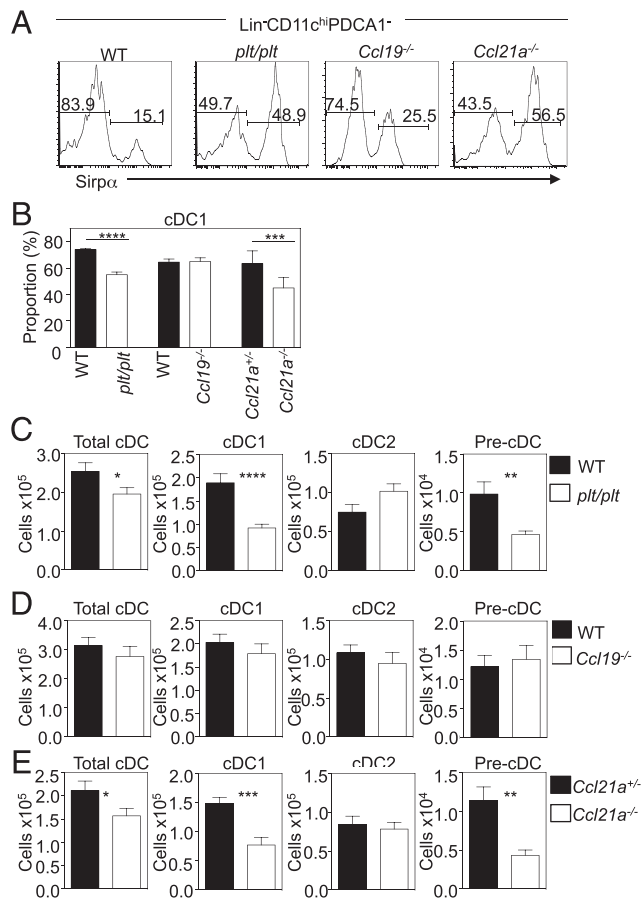 A
Lin⁻CD11cʰⁱPDCA1⁻
WT plt/plt Ccl19⁻/⁻ Ccl21a⁻/⁻
83.9 15.1 49.7 48.9 74.5 25.5 43.5 56.5
Sirpα
B
cDC1
Proportion (%)
80
60
40
20
0
**** ***
WT plt/plt WT Ccl19⁻/⁻ Ccl21a⁺/⁻ Ccl21a⁻/⁻
C
Total cDC cDC1 cDC2 Pre-cDC
Cells x10⁵ 3.0 2.0 1.0 0.0 *
Cells x10⁵ 2.5 2.0 1.5 1.0 0.5 0.0 ****
Cells x10⁵ 1.5 1.0 0.5 0.0
Cells x10⁴ 1.5 1.0 0.5 0.0 **
WT
plt/plt
D
Total cDC cDC1 cDC2 Pre-cDC
Cells x10⁵ 4.0 3.0 2.0 1.0 0.0
Cells x10⁵ 2.5 2.0 1.5 1.0 0.5 0.0
Cells x10⁵ 1.5 1.0 0.5 0.0
Cells x10⁴ 2.0 1.5 1.0 0.5 0.0
WT
Ccl19⁻/⁻
E
Total cDC cDC1 cDC2 Pre-cDC
Cells x10⁵ 2.5 2.0 1.5 1.0 0.5 0.0 *
Cells x10⁵ 2.0 1.5 1.0 0.5 0.0 ***
Cells x10⁵ 1.5 1.0 0.5 0.0
Cells x10⁴ 1.5 1.0 0.5 0.0 **
Ccl21a⁺/⁻
Ccl21a⁻/⁻